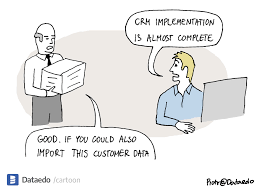 CRM IMPLEMENTATION
IS ALMOST COMPLETE
GOOD. IF YOU COULD ALSO
IMPORT THIS CUSTOMER DATA
Dataedo /cartoon
Piotr@Dataedo